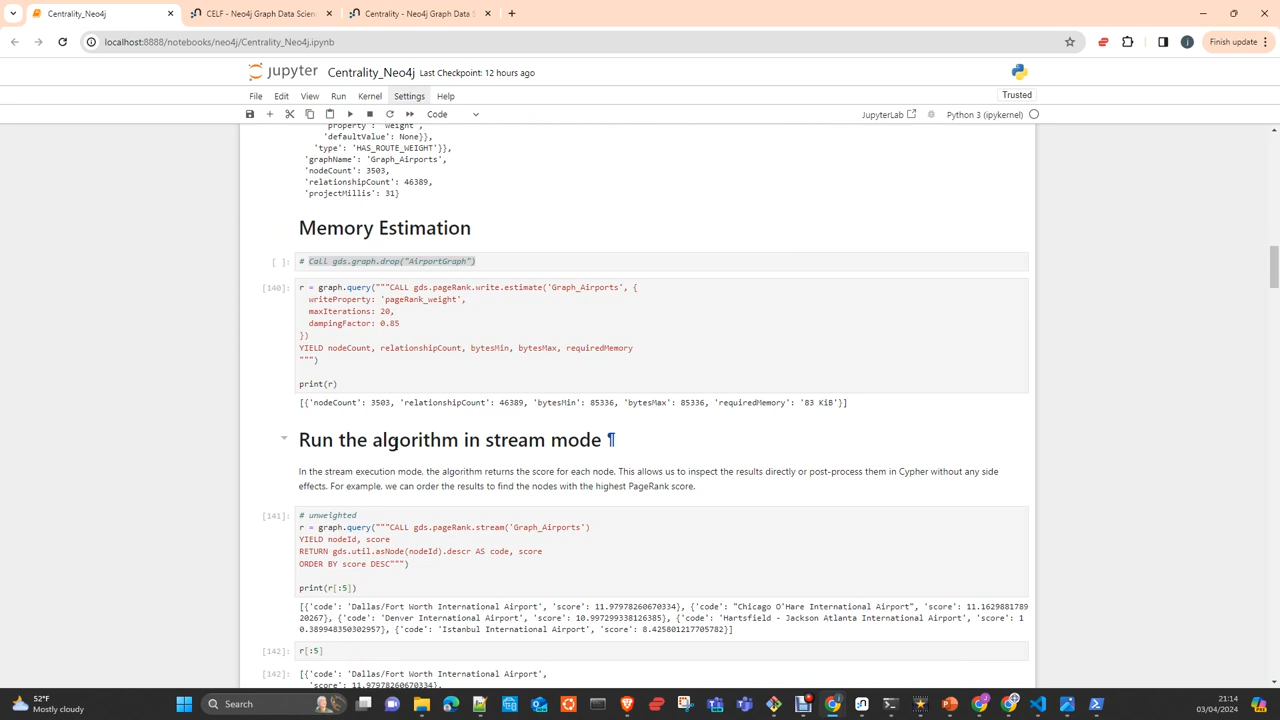 Centrality_Neo4j
CELF - Neo4j Graph Data Scien
Centrality - Neo4j Graph Data S
localhost:8888/notebooks/neo4j/Centrality_Neo4j.ipynb
j
Finish update
jupyter Centrality_Neo4j Last Checkpoint: 12 hours ago
File Edit View Run Kernel Settings Help
Trusted
Code
JupyterLab
Python 3 (ipykernel)
'property': 'weight',
'defaultValue': None}},
'type': 'HAS_ROUTE_WEIGHT'}},
'graphName': 'Graph_Airports',
'nodeCount': 3503,
'relationshipCount': 46389,
'projectMillis': 31}
Memory Estimation
[ ]: # Call gds.graph.drop("AirportGraph")
[140]: r = graph.query("""CALL gds.pageRank.write.estimate('Graph_Airports', {
writeProperty: 'pageRank_weight',
maxIterations: 20,
dampingFactor: 0.85
})
YIELD nodeCount, relationshipCount, bytesMin, bytesMax, requiredMemory
""")
print(r)
[{'nodeCount': 3503, 'relationshipCount': 46389, 'bytesMin': 85336, 'bytesMax': 85336, 'requiredMemory': '83 KiB'}]
Run the algorithm in stream mode ¶
In the stream execution mode, the algorithm returns the score for each node. This allows us to inspect the results directly or post-process them in Cypher without any side
effects. For example, we can order the results to find the nodes with the highest PageRank score.
[141]: # unweighted
r = graph.query("""CALL gds.pageRank.stream('Graph_Airports')
YIELD nodeId, score
RETURN gds.util.asNode(nodeId).descr AS code, score
ORDER BY score DESC""")
print(r[:5])
[{'code': 'Dallas/Fort Worth International Airport', 'score': 11.97978260670334}, {'code': "Chicago O'Hare International Airport", 'score': 11.1629881789
20267}, {'code': 'Denver International Airport', 'score': 10.997299338126385}, {'code': 'Hartsfield - Jackson Atlanta International Airport', 'score': 1
0.389948350302957}, {'code': 'Istanbul International Airport', 'score': 8.425801217705782}]
[142]: r[:5]
[142]: [{'code': 'Dallas/Fort Worth International Airport',
'score': 11.97978260670334},
52°F
Mostly cloudy
Search
21:14
03/04/2024